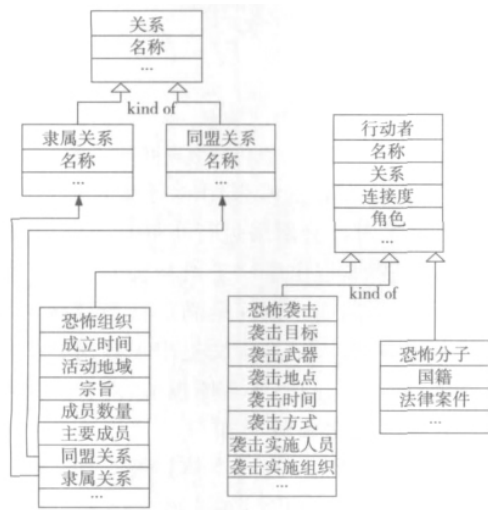 关系
名称
...
kind of
隶属关系
名称
...
同盟关系
名称
...
行动者
名称
关系
连接度
角色
...
kind of
恐怖组织
成立时间
活动地域
宗旨
成员数量
主要成员
同盟关系
隶属关系
...
恐怖袭击
袭击目标
袭击武器
袭击地点
袭击时间
袭击方式
袭击实施人员
袭击实施组织
...
恐怖分子
国籍
法律案件
...